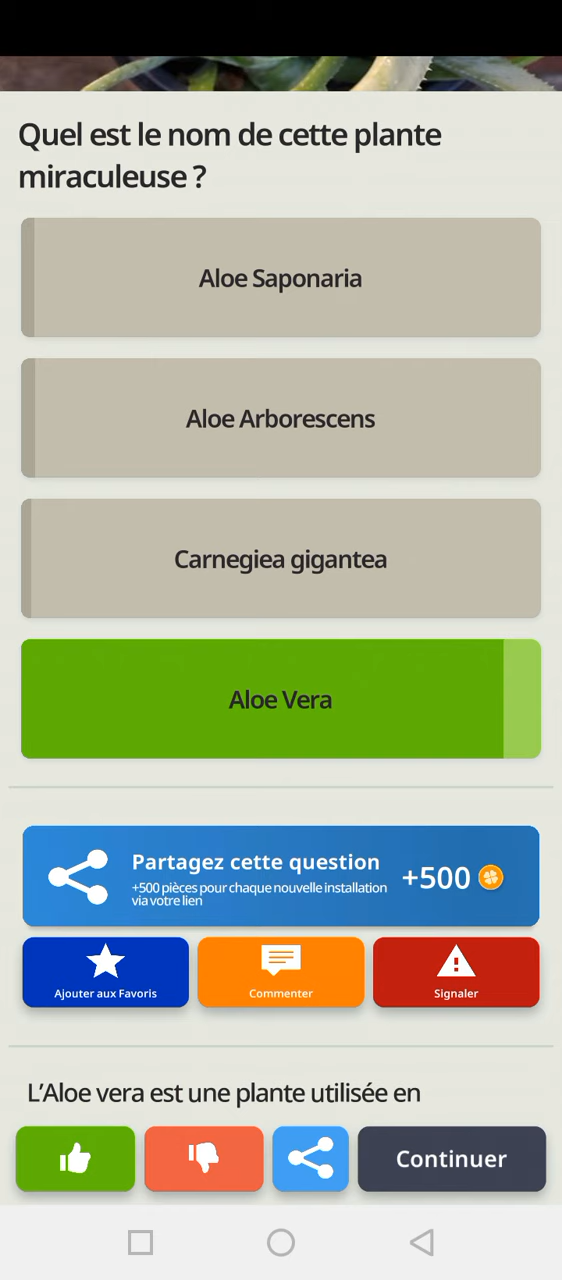 Quel est le nom de cette plante
miraculeuse ?
Aloe Saponaria
Aloe Arborescens
Carnegiea gigantea
Aloe Vera
Partagez cette question
+500 pièces pour chaque nouvelle installation
via votre lien
+500
Ajouter aux Favoris
Commenter
Signaler
L'Aloe vera est une plante utilisée en
Continuer